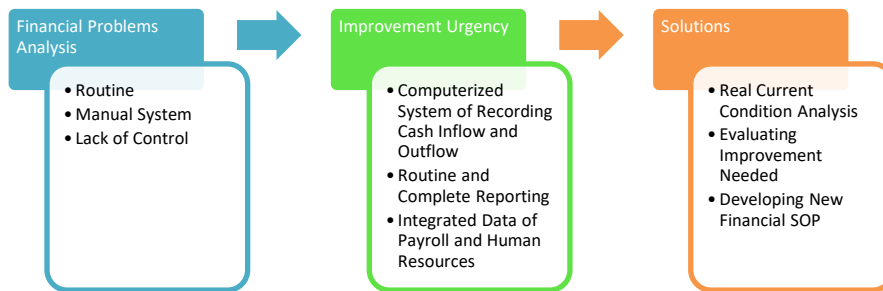 Financial Problems
Analysis
• Routine
• Manual System
• Lack of Control
Improvement Urgency
• Computerized
System of Recording
Cash Inflow and
Outflow
• Routine and
Complete Reporting
• Integrated Data of
Payroll and Human
Resources
Solutions
• Real Current
Condition Analysis
• Evaluating
Improvement
Needed
• Developing New
Financial SOP